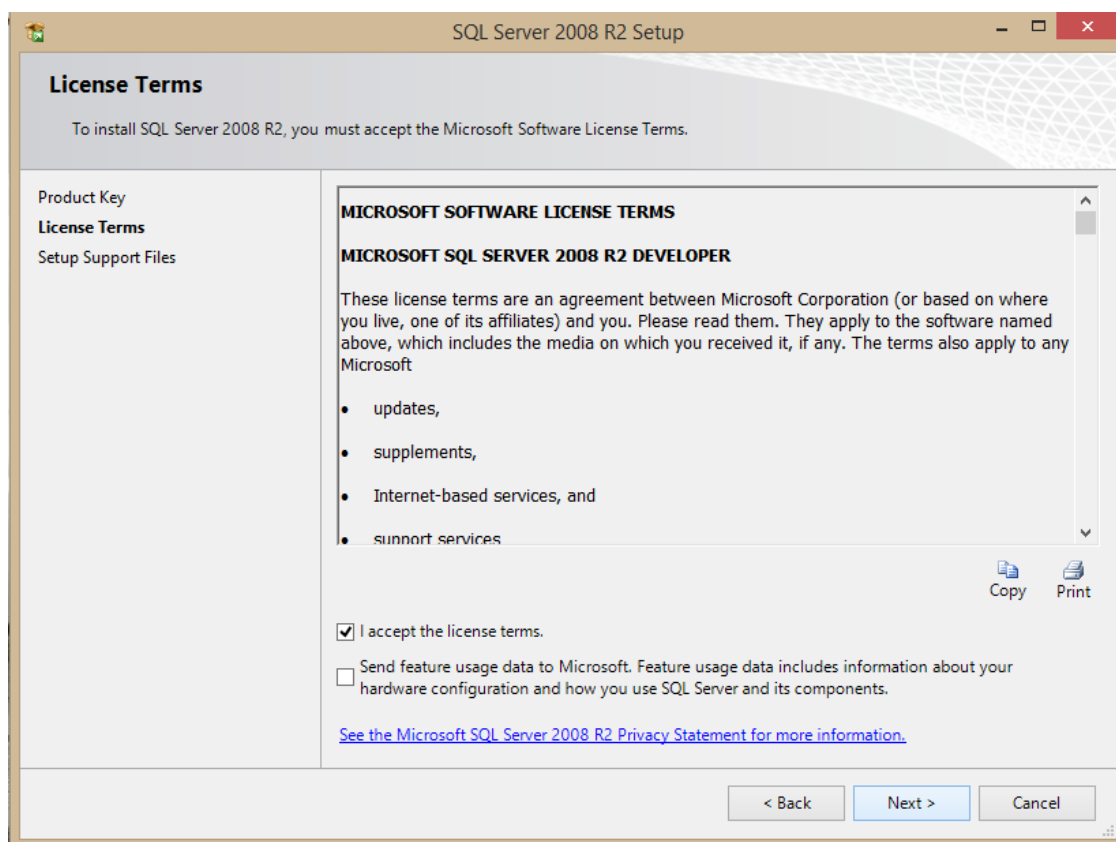 SQL Server 2008 R2 Setup
License Terms
To install SQL Server 2008 R2, you must accept the Microsoft Software License Terms.
Product Key
License Terms
Setup Support Files
MICROSOFT SOFTWARE LICENSE TERMS
MICROSOFT SQL SERVER 2008 R2 DEVELOPER
These license terms are an agreement between Microsoft Corporation (or based on where
you live, one of its affiliates) and you. Please read them. They apply to the software named
above, which includes the media on which you received it, if any. The terms also apply to any
Microsoft
• updates,
• supplements,
• Internet-based services, and
• support services
Copy Print
I accept the license terms.
Send feature usage data to Microsoft. Feature usage data includes information about your
hardware configuration and how you use SQL Server and its components.
See the Microsoft SQL Server 2008 R2 Privacy Statement for more information.
< Back Next > Cancel